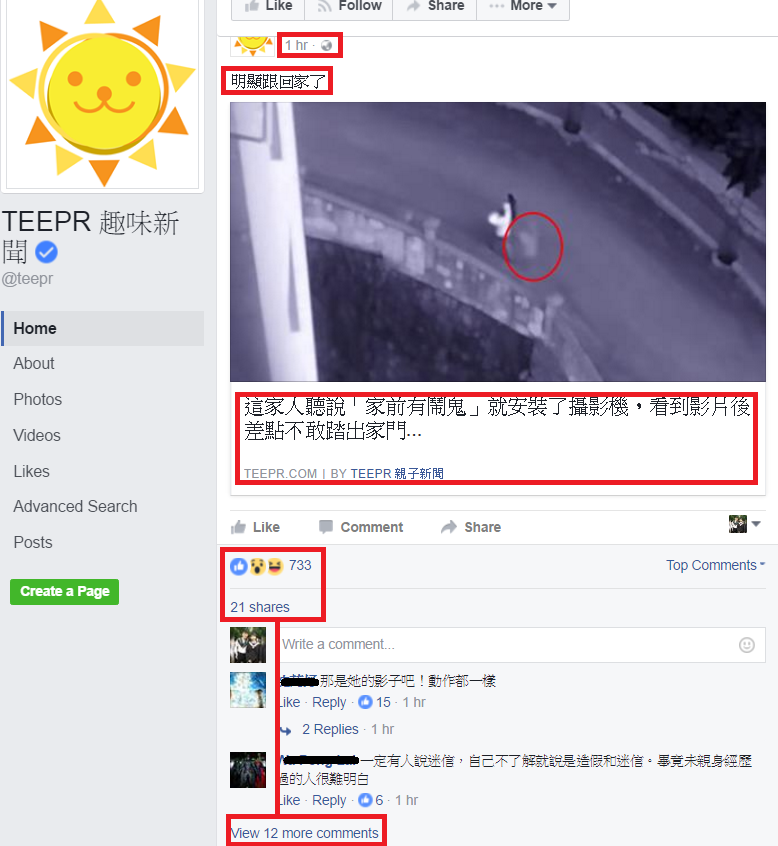 Like
Follow
Share
More
1 hr ·
明顯跟回家了
TEEPR 趣味新聞
@teepr
Home
About
Photos
Videos
Likes
Advanced Search
Posts
Create a Page
這家人聽說「家前有鬧鬼」就安裝了攝影機，看到影片後
差點不敢踏出家門...
TEEPR.COM | BY TEEPR 親子新聞
Like
Comment
Share
733
Top Comments
21 shares
Write a comment...
那是她的影子吧！動作都一樣
Like · Reply · 15 · 1 hr
2 Replies · 1 hr
一定有人說迷信，自己不了解就說是造假和迷信。畢竟未親身經歷
過的人很難明白
Like · Reply · 6 · 1 hr
View 12 more comments